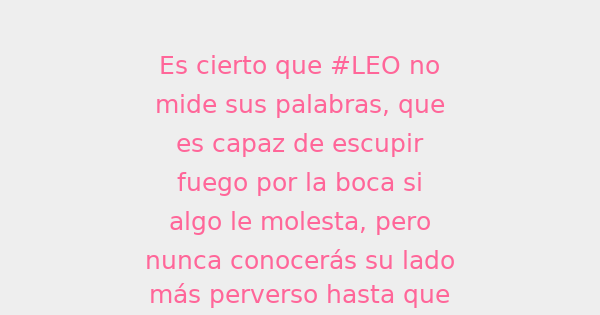 Es cierto que #LEO no
mide sus palabras, que
es capaz de escupir
fuego por la boca si
algo le molesta, pero
nunca conocerás su lado
más perverso hasta que